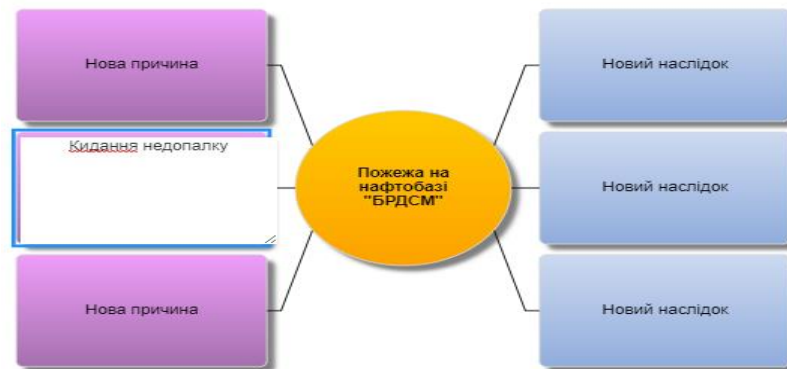 Нова причина
Новий наслідок
Кидання недопалку
Пожежа на
нафтобазі
"БРДСМ"
Новий наслідок
Нова причина
Новий наслідок